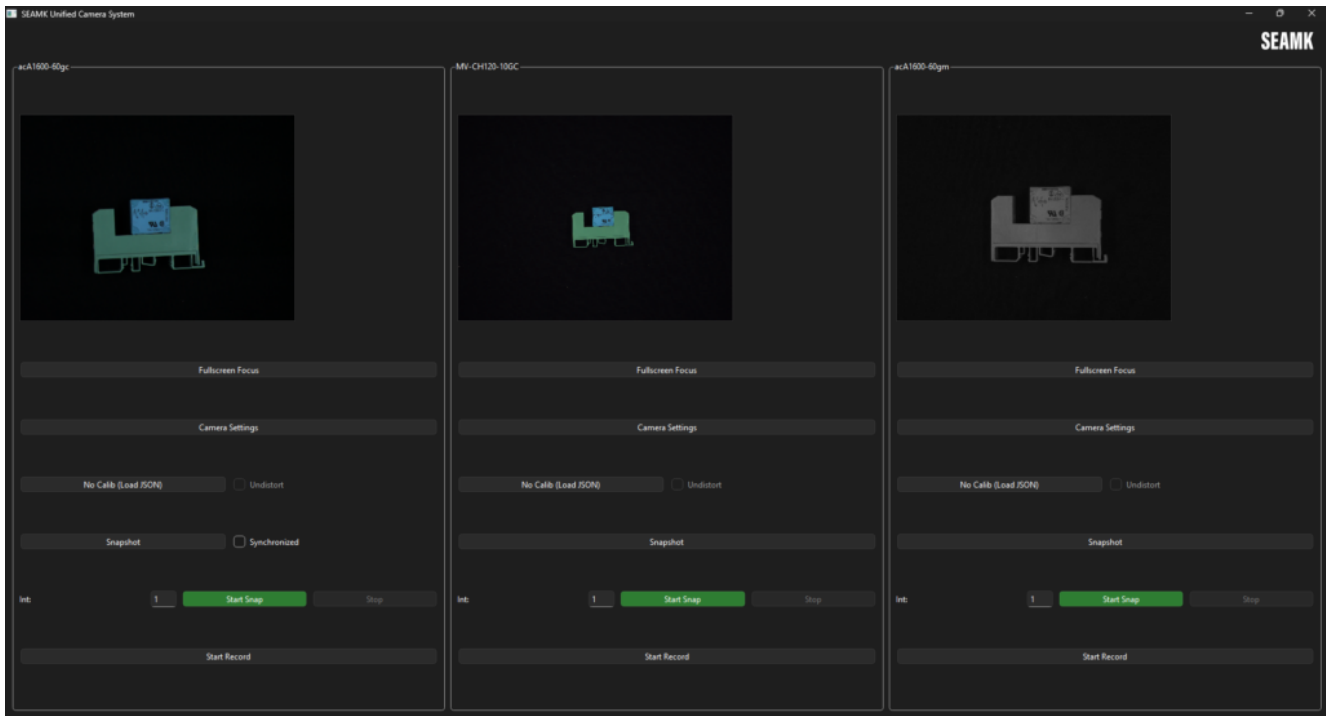 SEAMK Unified Camera System
SEAMK
acA1600-60gc
Fullscreen Focus
Camera Settings
No Calib (Load JSON) Undistort
Snapshot Synchronized
Int: 1 Start Snap Stop
Start Record
MV-CH120-10GC
Fullscreen Focus
Camera Settings
No Calib (Load JSON) Undistort
Snapshot
Int: 1 Start Snap Stop
Start Record
acA1600-60gm
Fullscreen Focus
Camera Settings
No Calib (Load JSON) Undistort
Snapshot
Int: 1 Start Snap Stop
Start Record